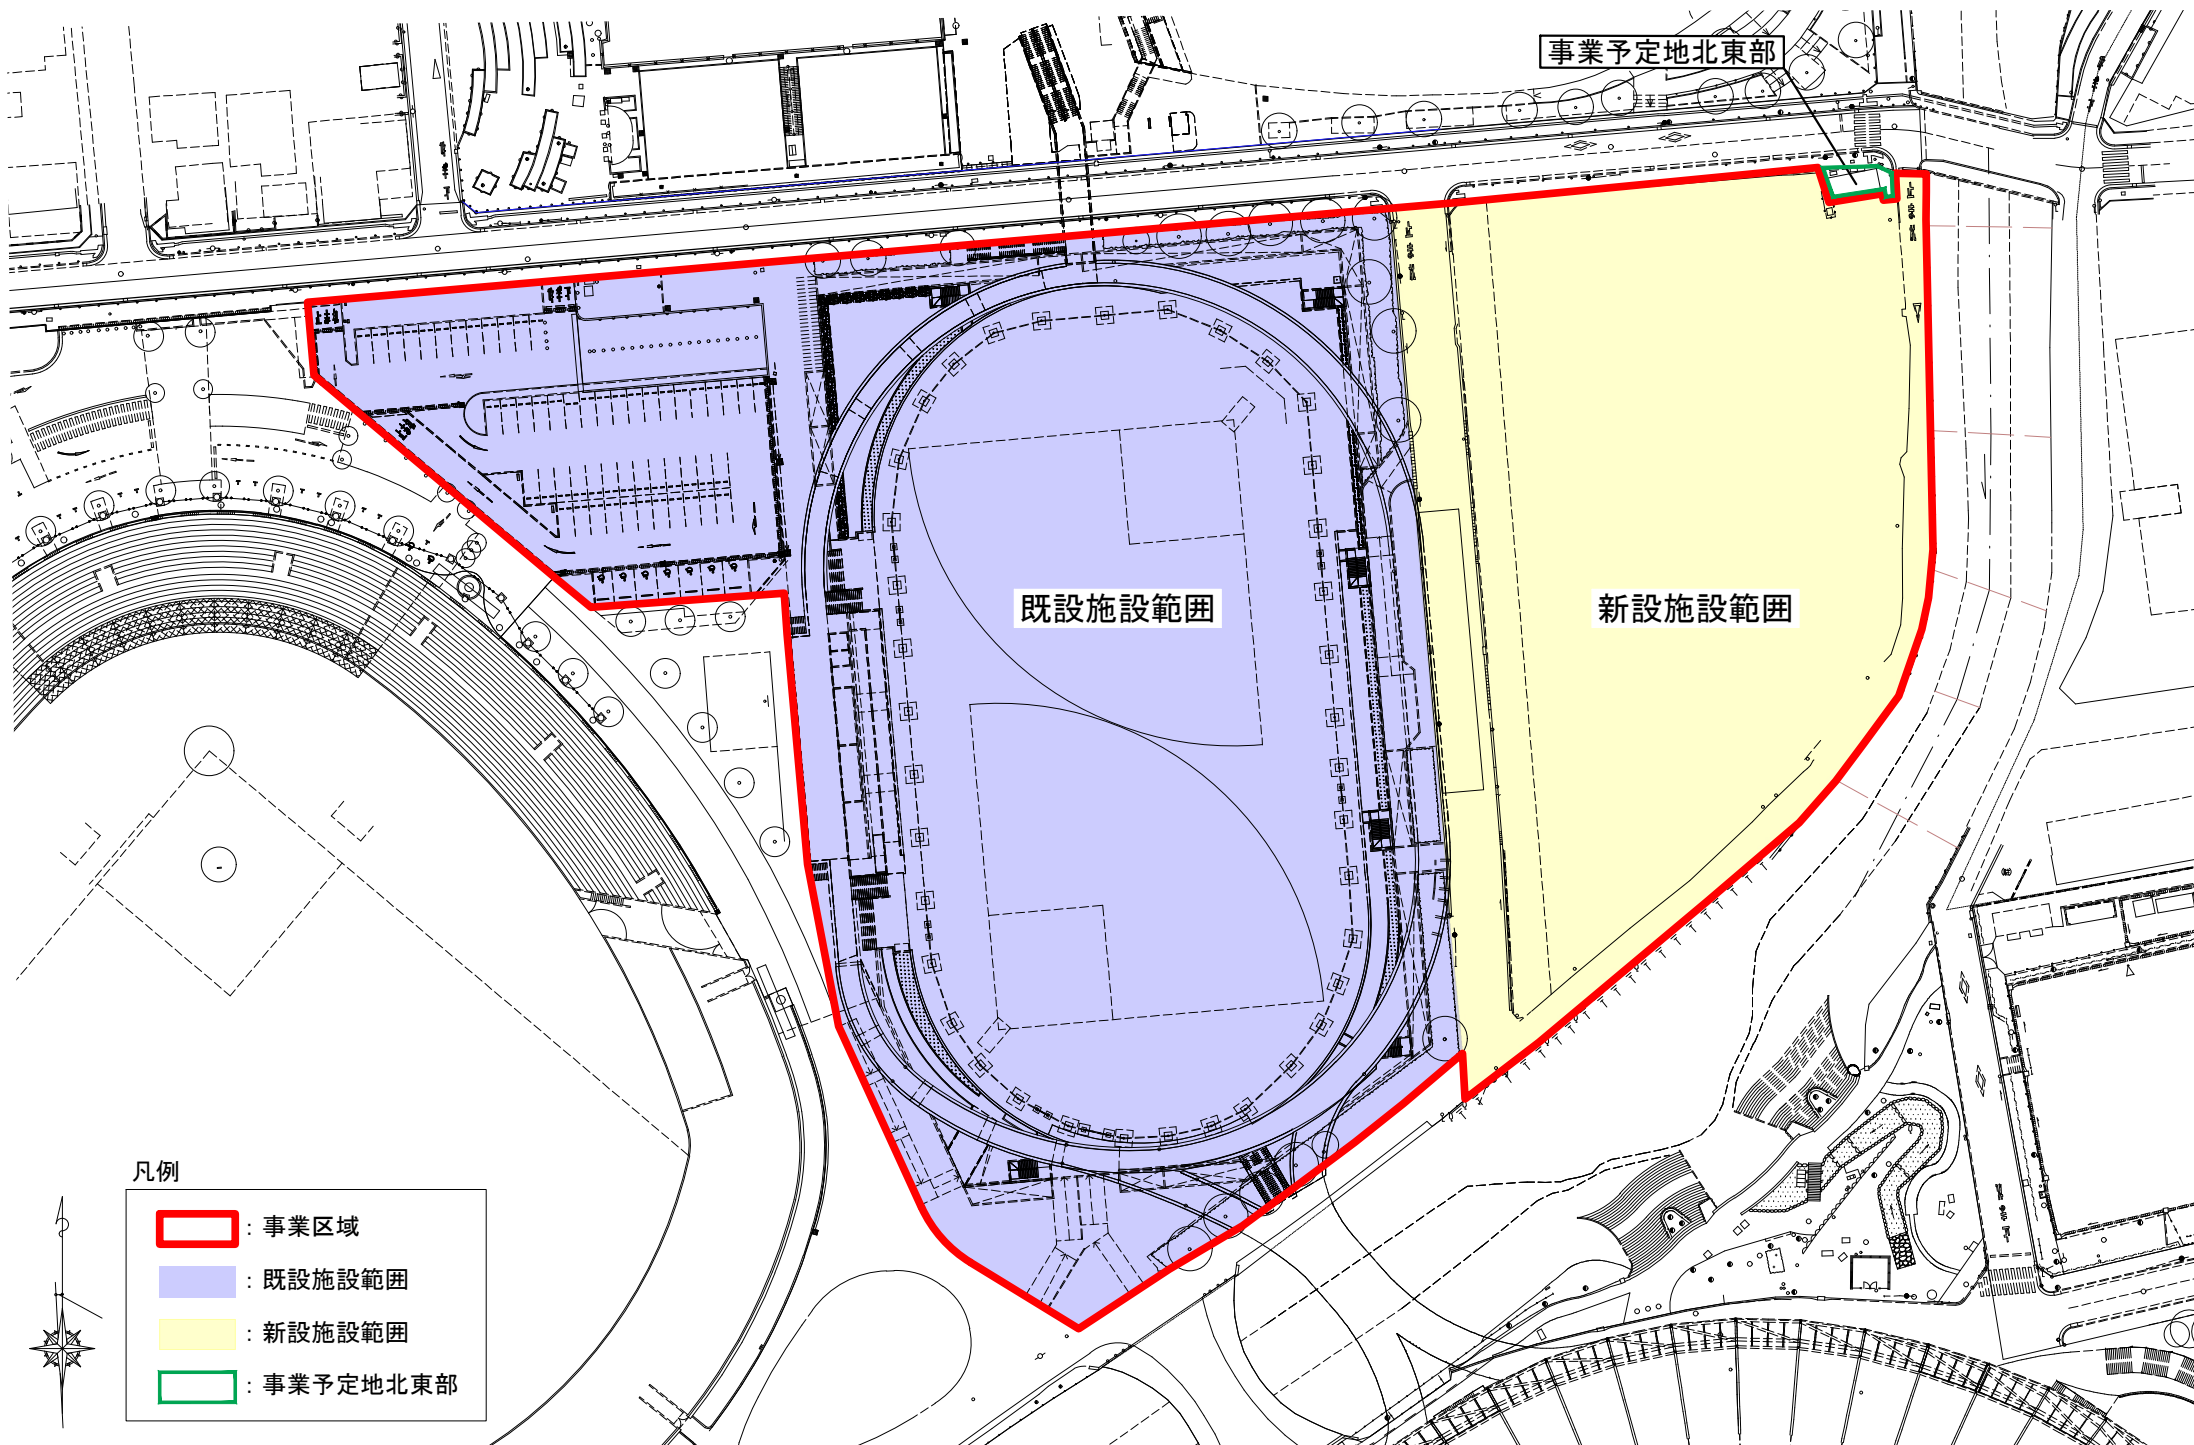 事業予定地北東部
既設施設範囲
新設施設範囲
凡例
：事業区域
：既設施設範囲
：新設施設範囲
：事業予定地北東部